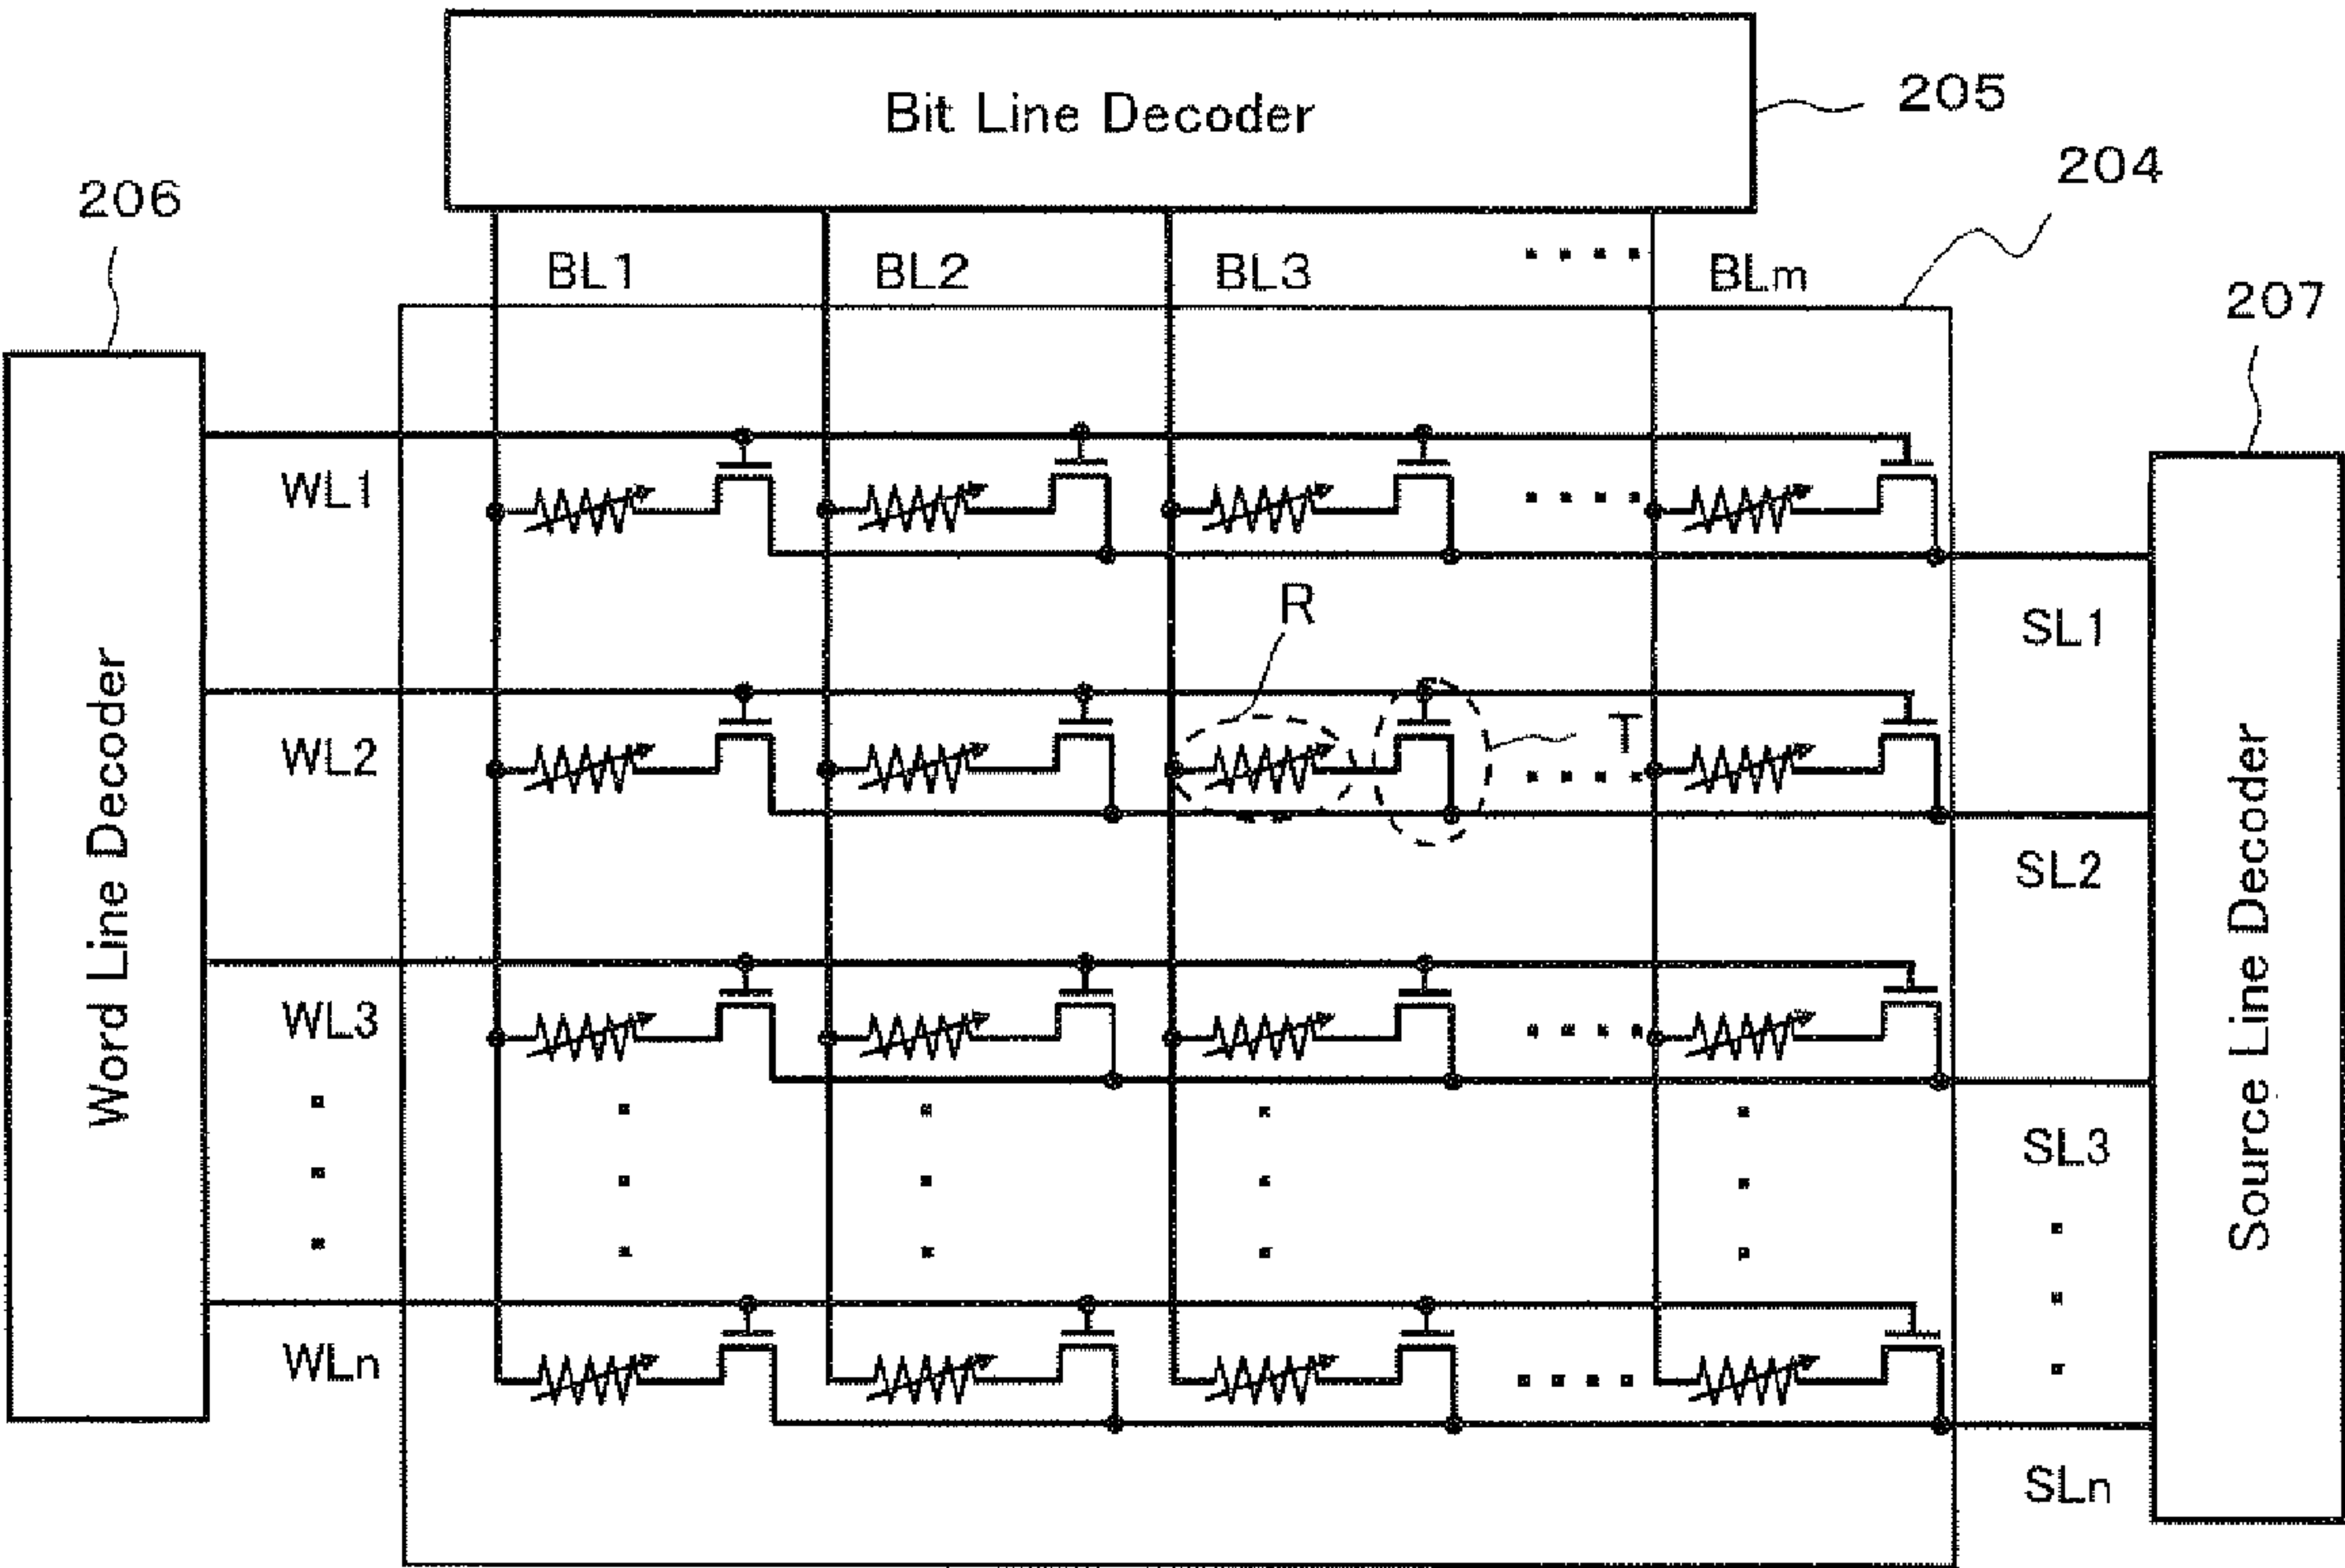 Bit Line Decoder
205
204
206
207
BL1
BL2
BL3
BLm
WL1
SL1
R
WL2
T
SL2
Word Line Decoder
Source Line Decoder
WL3
SL3
WLn
SLn